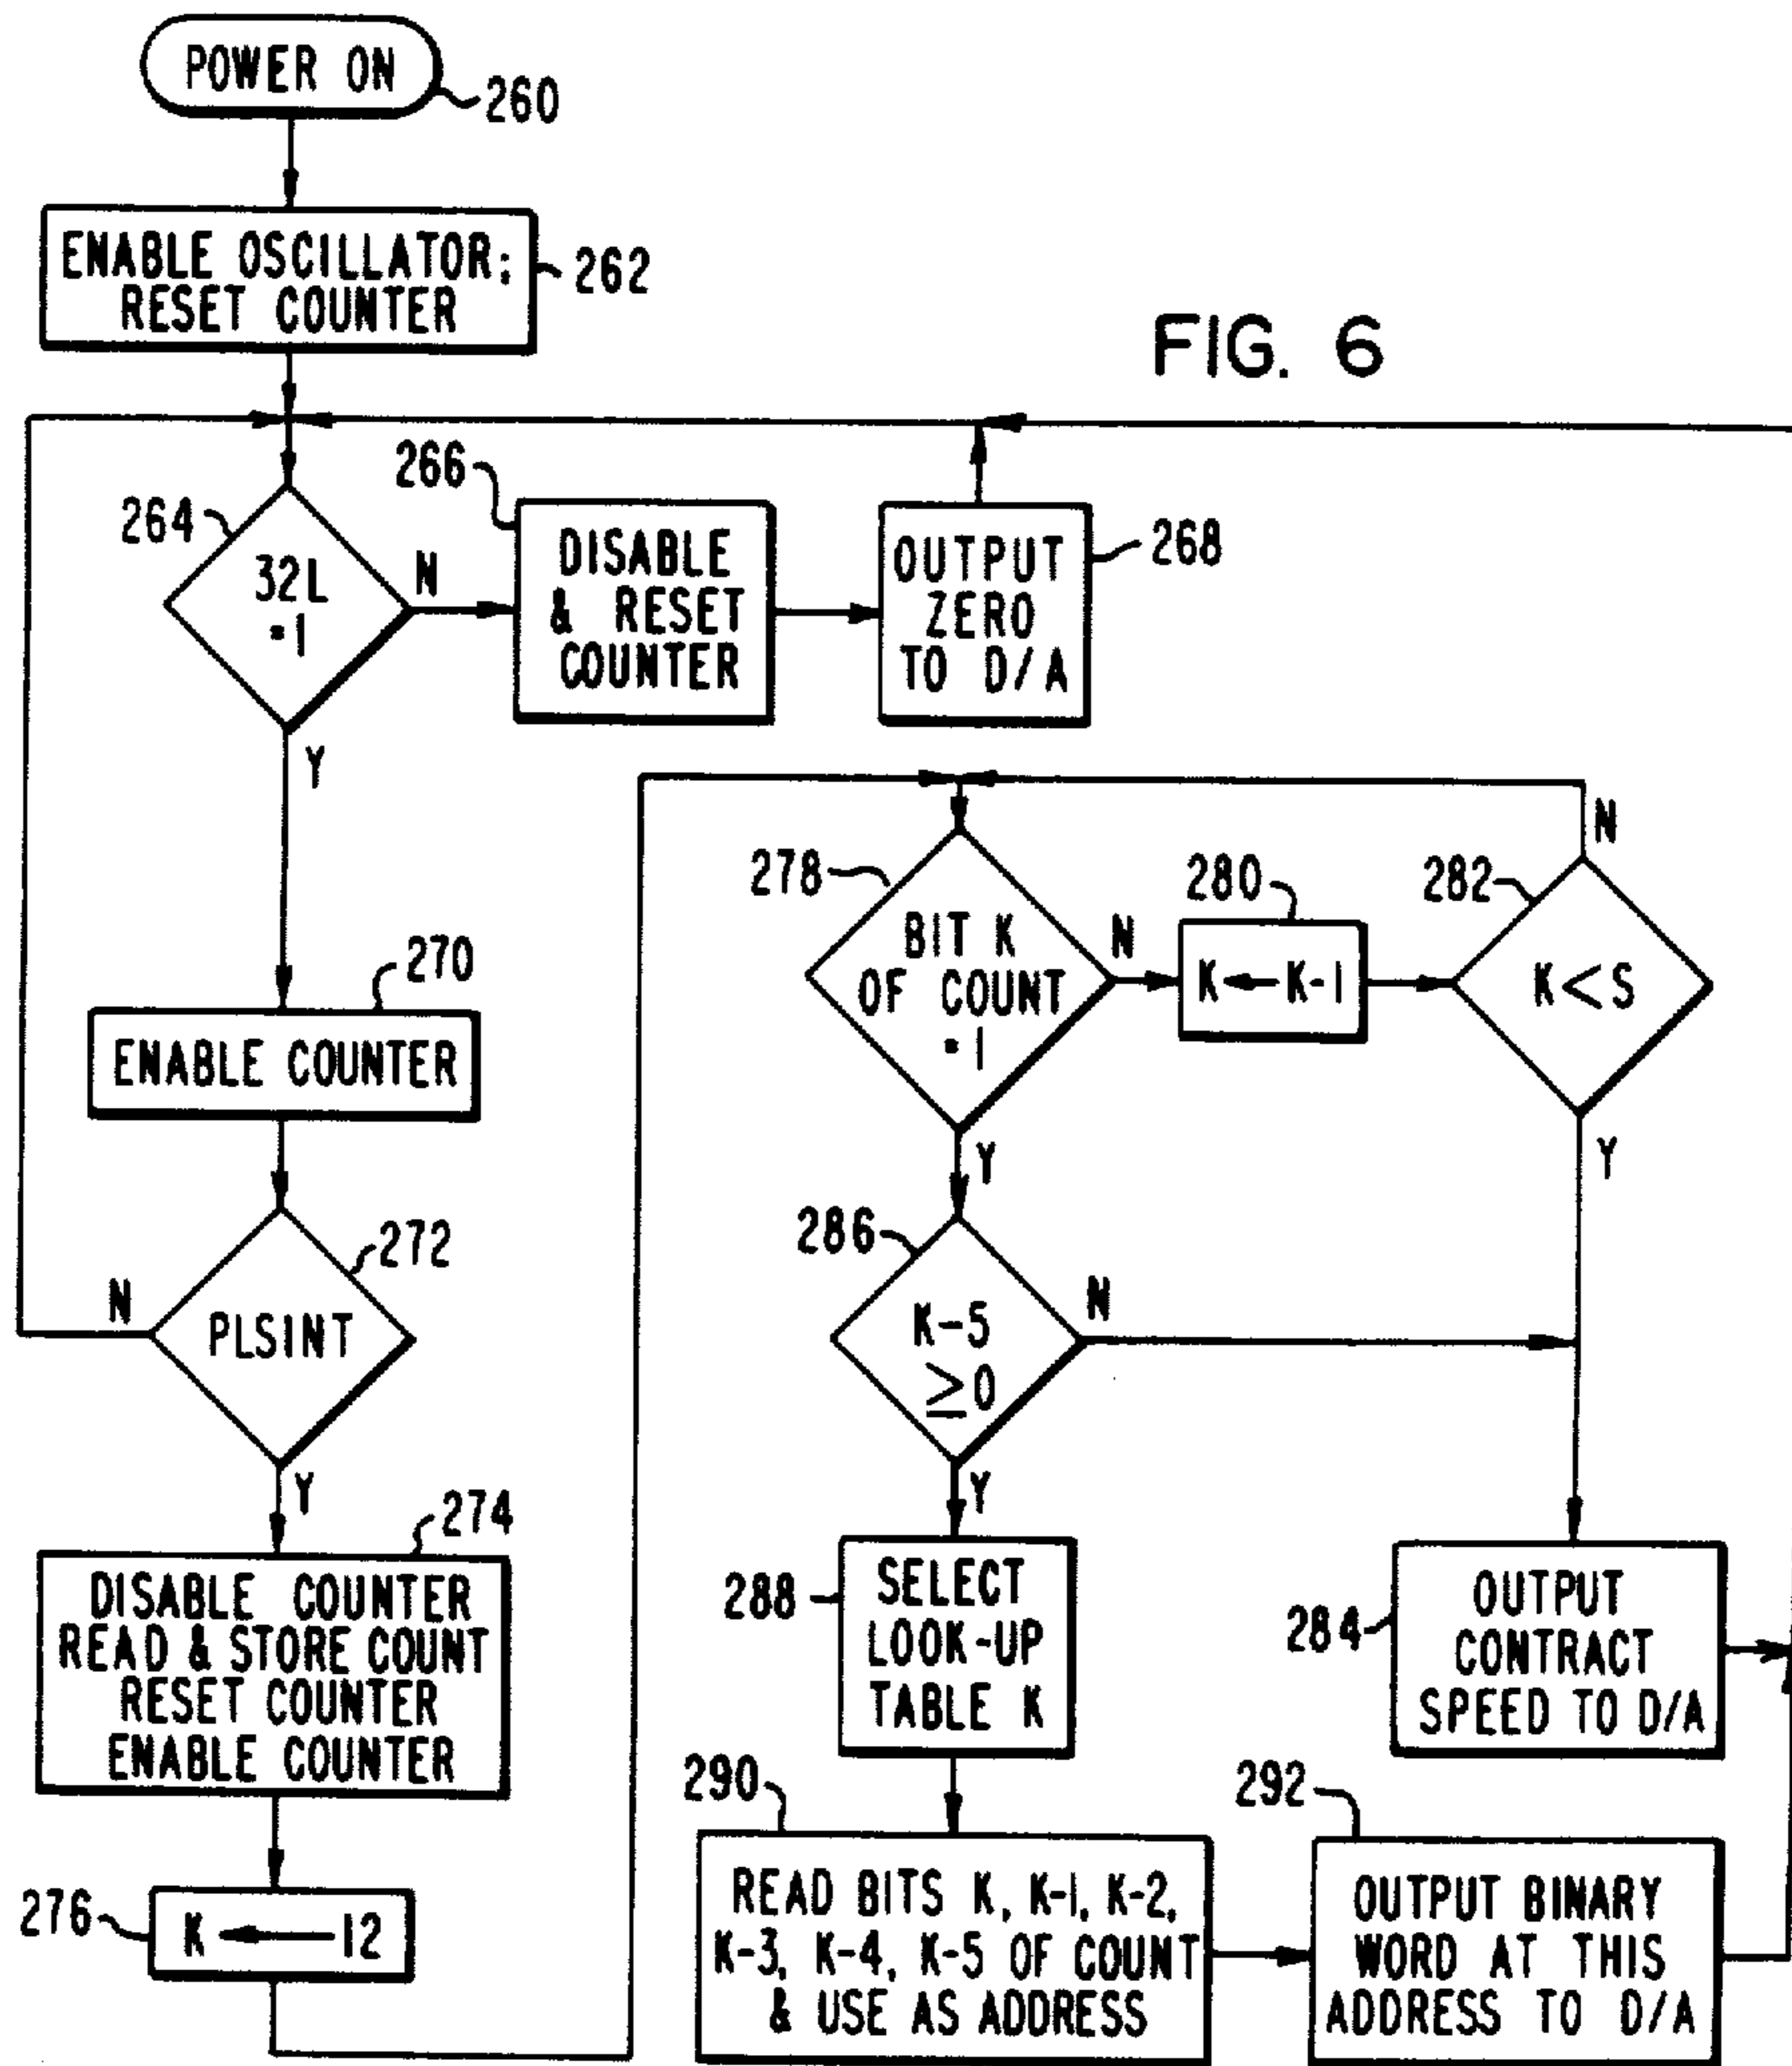 POWER ON
260
ENABLE OSCILLATOR;
RESET COUNTER
262
FIG. 6
264
32L
=1
N
Y
266
DISABLE
& RESET
COUNTER
268
OUTPUT
ZERO
TO D/A
270
ENABLE COUNTER
272
PLSINT
N
Y
274
DISABLE COUNTER
READ & STORE COUNT
RESET COUNTER
ENABLE COUNTER
276
K ← 12
278
BIT K
OF COUNT
=1
N
Y
280
K ← K-1
282
K < S
N
Y
286
K-5
≥0
N
Y
288
SELECT
LOOK-UP
TABLE K
284
OUTPUT
CONTRACT
SPEED TO D/A
290
READ BITS K, K-1, K-2,
K-3, K-4, K-5 OF COUNT
& USE AS ADDRESS
292
OUTPUT BINARY
WORD AT THIS
ADDRESS TO D/A